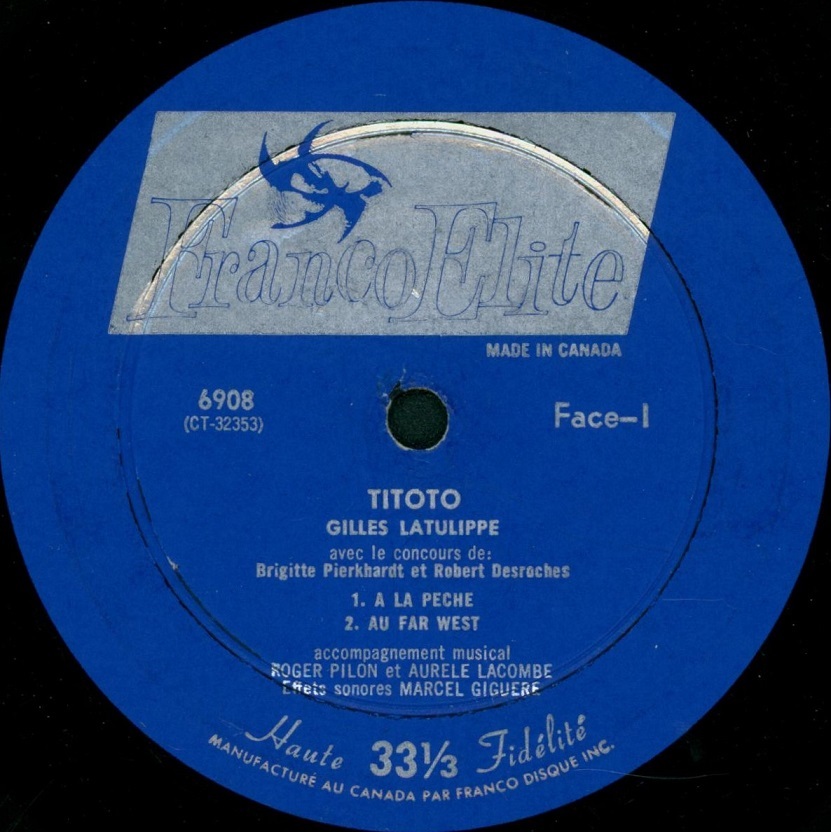 FrancoElite
MADE IN CANADA
6908
(CT-32353)
Face-1
TITOTO
GILLES LATULIPPE
avec le concours de:
Brigitte Pierkhardt et Robert Desroches
1. A LA PECHE
2. AU FAR WEST
accompagnement musical
ROGER PILON et AURELE LACOMBE
Effets sonores MARCEL GIGUERE
Haute 33⅓ Fidélité
MANUFACTURÉ AU CANADA PAR FRANCO DISQUE INC.